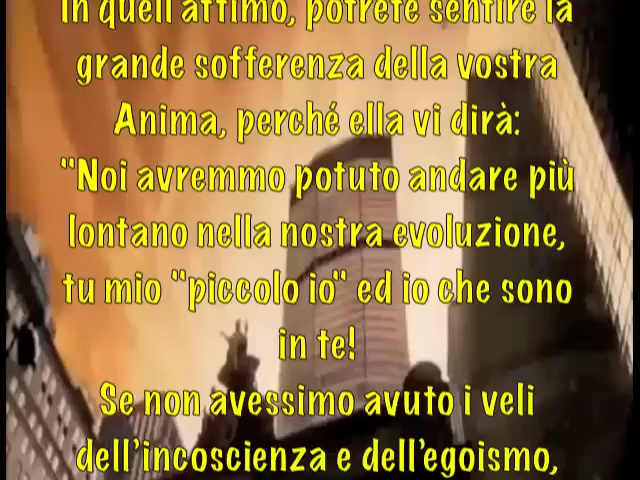 In quell'attimo, potrete sentire la
grande sofferenza della vostra
Anima, perché ella vi dirà:
"Noi avremmo potuto andare più
lontano nella nostra evoluzione,
tu mio "piccolo io" ed io che sono
in te!
Se non avessimo avuto i veli
dell'incoscienza e dell'egoismo,